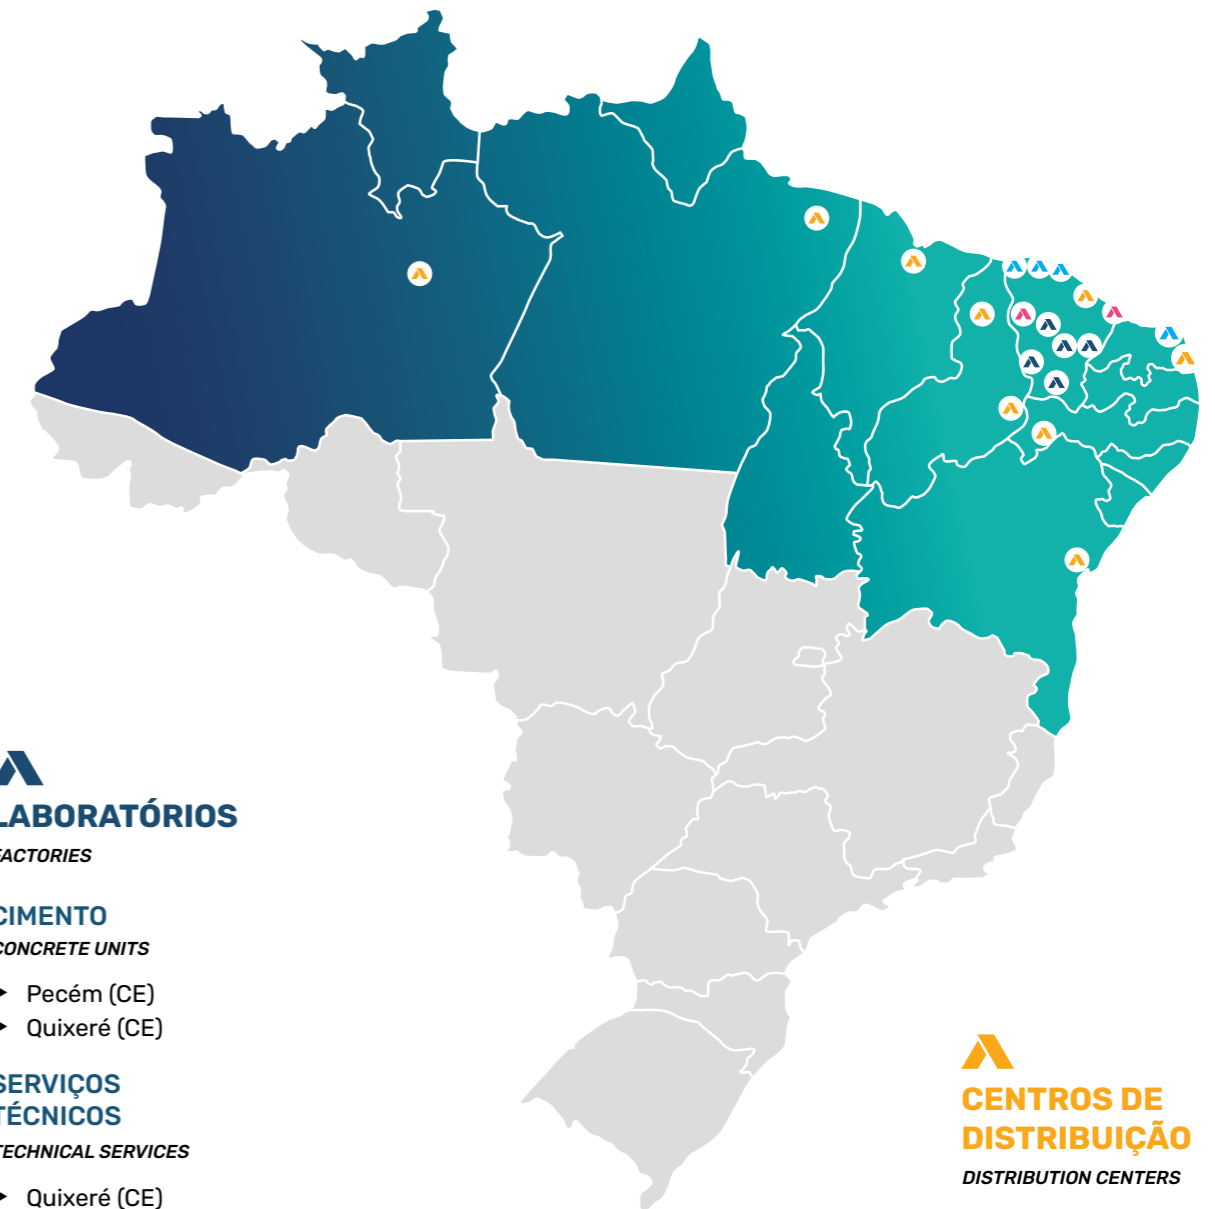 LABORATÓRIOS
FACTORIES
CIMENTO
CONCRETE UNITS
Pecém (CE)
Quixeré (CE)
SERVIÇOS
TÉCNICOS
TECHNICAL SERVICES
Quixeré (CE)
CENTROS DE
DISTRIBUIÇÃO
DISTRIBUTION CENTERS